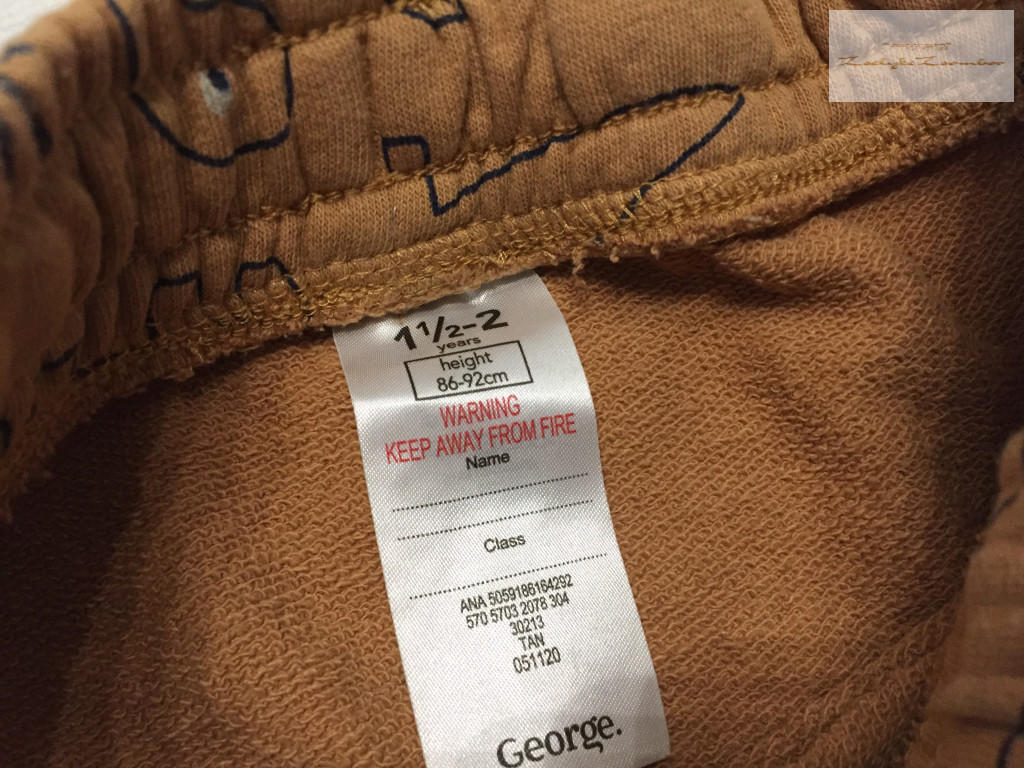 1½-2
years
height
86-92cm
WARNING
KEEP AWAY FROM FIRE
Name
Class
ANA 5059186164292
570 5703 2078 304
30213
TAN
051120
George.